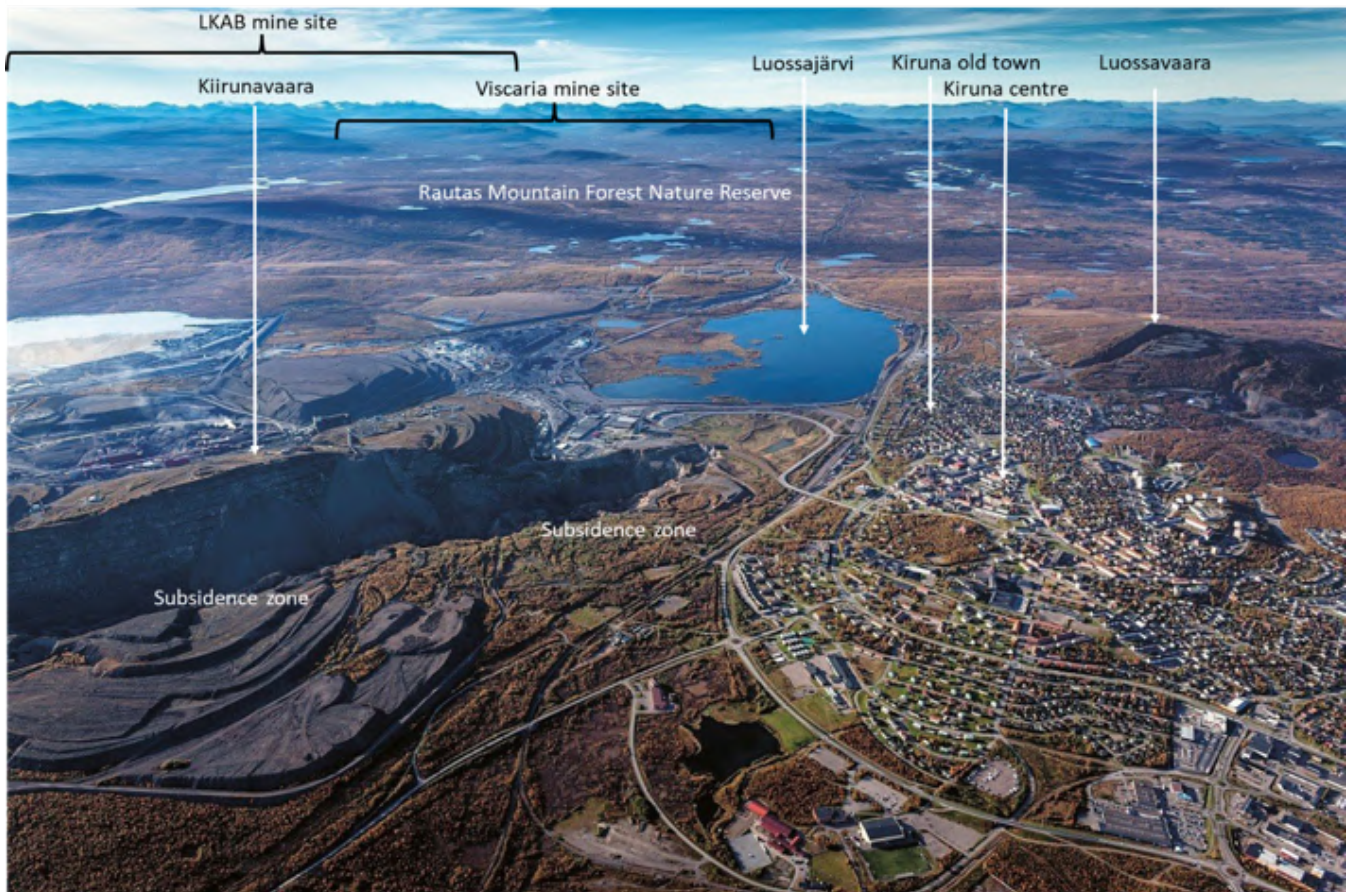 LKAB mine site
Kiirunavaara
Viscaria mine site
Luossajärvi
Kiruna old town
Kiruna centre
Luossavaara
Rautas Mountain Forest Nature Reserve
Subsidence zone
Subsidence zone